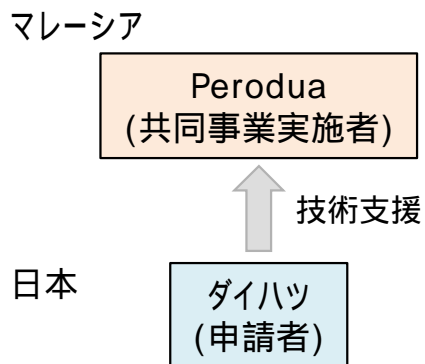 マレーシア
Perodua
(共同事業実施者)
技術支援
日本
ダイハツ
(申請者)